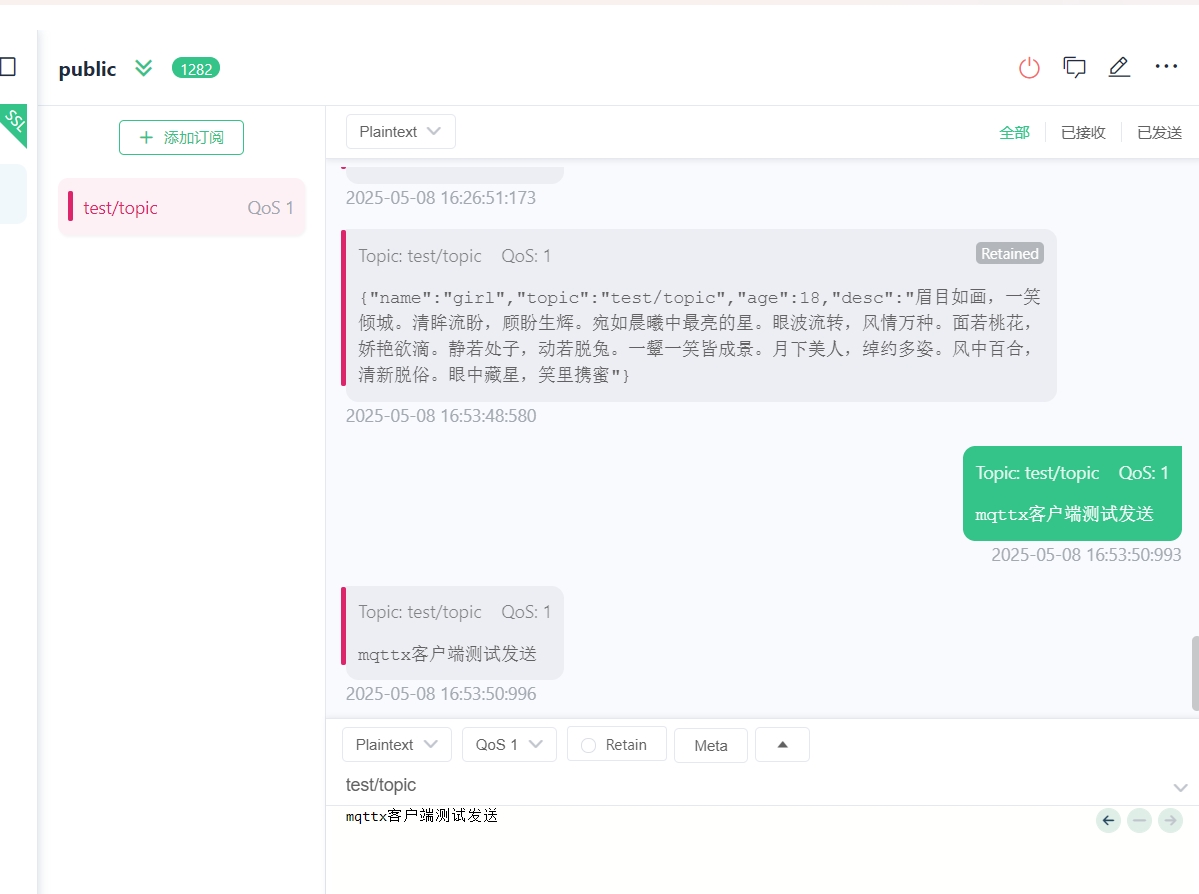 public 1282
SSL
添加订阅
test/topic QoS 1
Plaintext 全部 已接收 已发送
2025-05-08 16:26:51:173
Topic: test/topic QoS: 1 Retained
{"name":"girl","topic":"test/topic","age":18,"desc":"眉目如画，一笑
倾城。清眸流盼，顾盼生辉。宛如晨曦中最亮的星。眼波流转，风情万种。面若桃花，
娇艳欲滴。静若处子，动若脱兔。一颦一笑皆成景。月下美人，绰约多姿。风中百合，
清新脱俗。眼中藏星，笑里携蜜"}
2025-05-08 16:53:48:580
Topic: test/topic QoS: 1
mqttx客户端测试发送
2025-05-08 16:53:50:993
Topic: test/topic QoS: 1
mqttx客户端测试发送
2025-05-08 16:53:50:996
Plaintext QoS 1 Retain Meta
test/topic
mqttx客户端测试发送